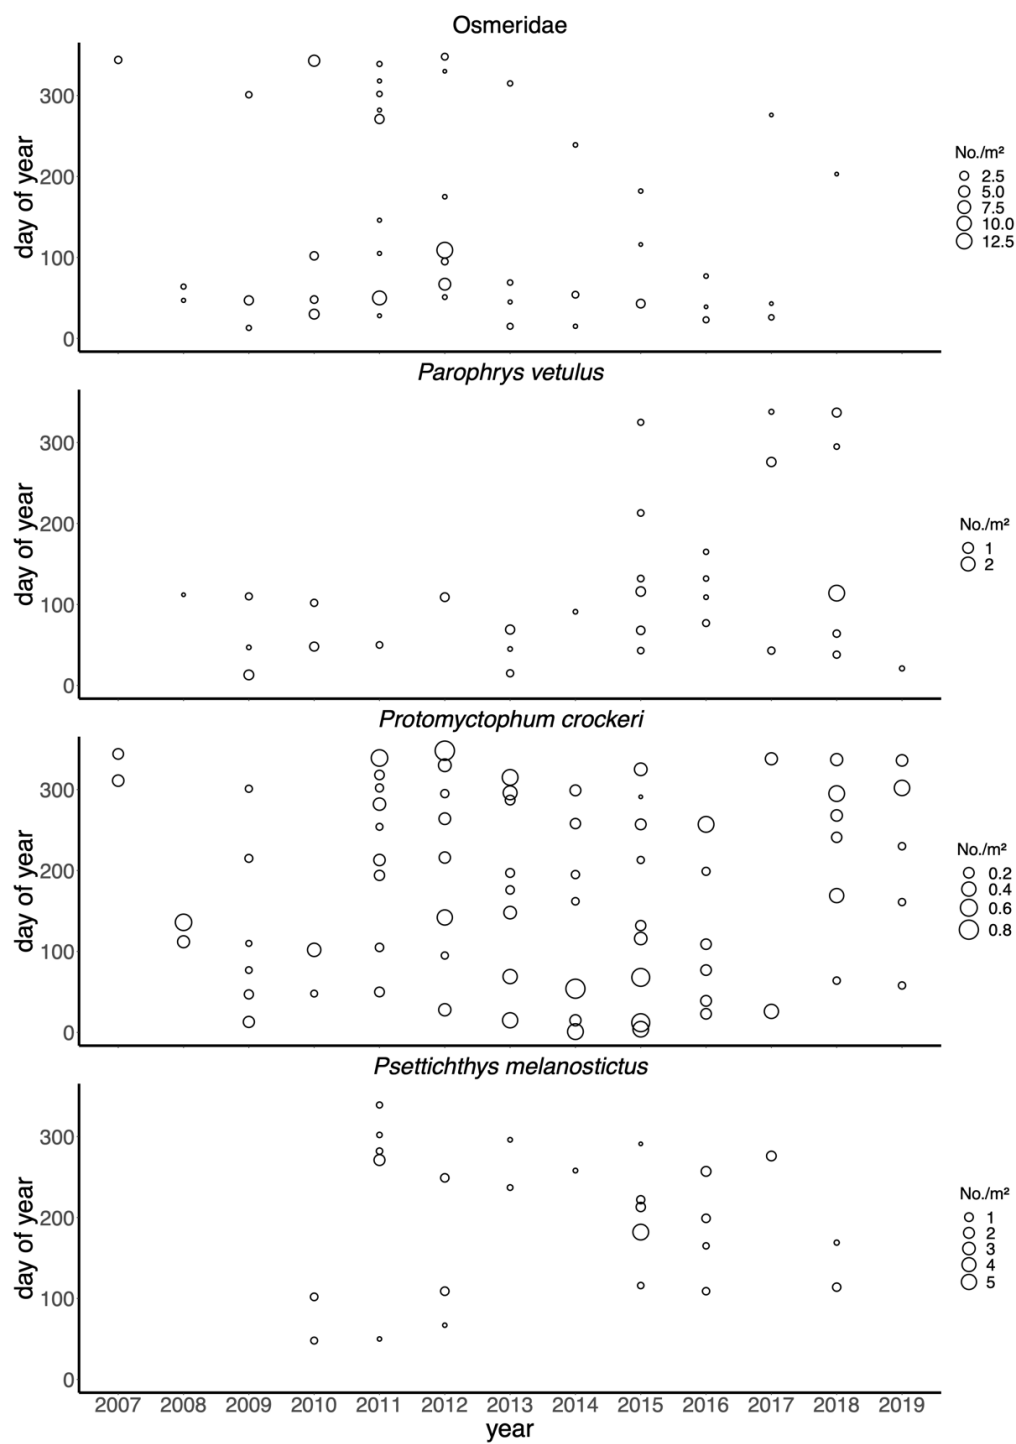 Osmeridae
300
200
100
0
day of year
No./m²
2.5
5.0
7.5
10.0
12.5
Parophrys vetulus
300
200
100
0
day of year
No./m²
1
2
Protomyctophum crockeri
300
200
100
0
day of year
No./m²
0.2
0.4
0.6
0.8
Psettichthys melanostictus
300
200
100
0
day of year
No./m²
1
2
3
4
5
2007 2008 2009 2010 2011 2012 2013 2014 2015 2016 2017 2018 2019
year